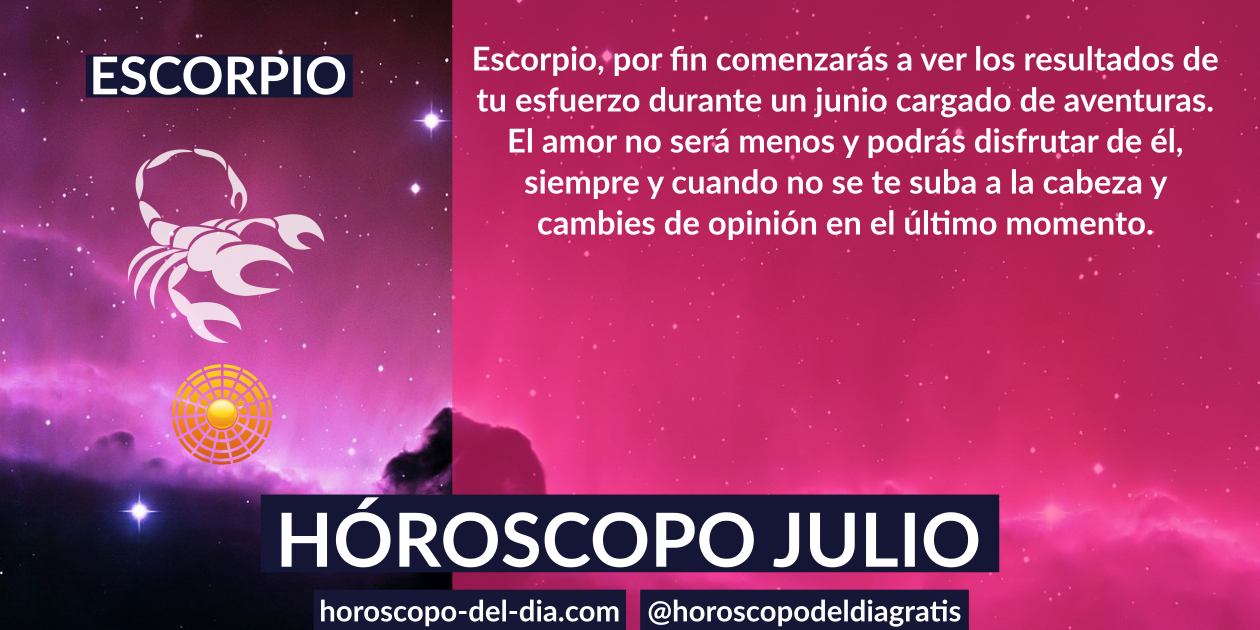 ESCORPIO
Escorpio, por fin comenzarás a ver los resultados de
tu esfuerzo durante un junio cargado de aventuras.
El amor no será menos y podrás disfrutar de él,
siempre y cuando no se te suba a la cabeza y
cambies de opinión en el último momento.
HÓROSCOPO JULIO
horoscopo-del-dia.com
@horoscopodeldiagratis